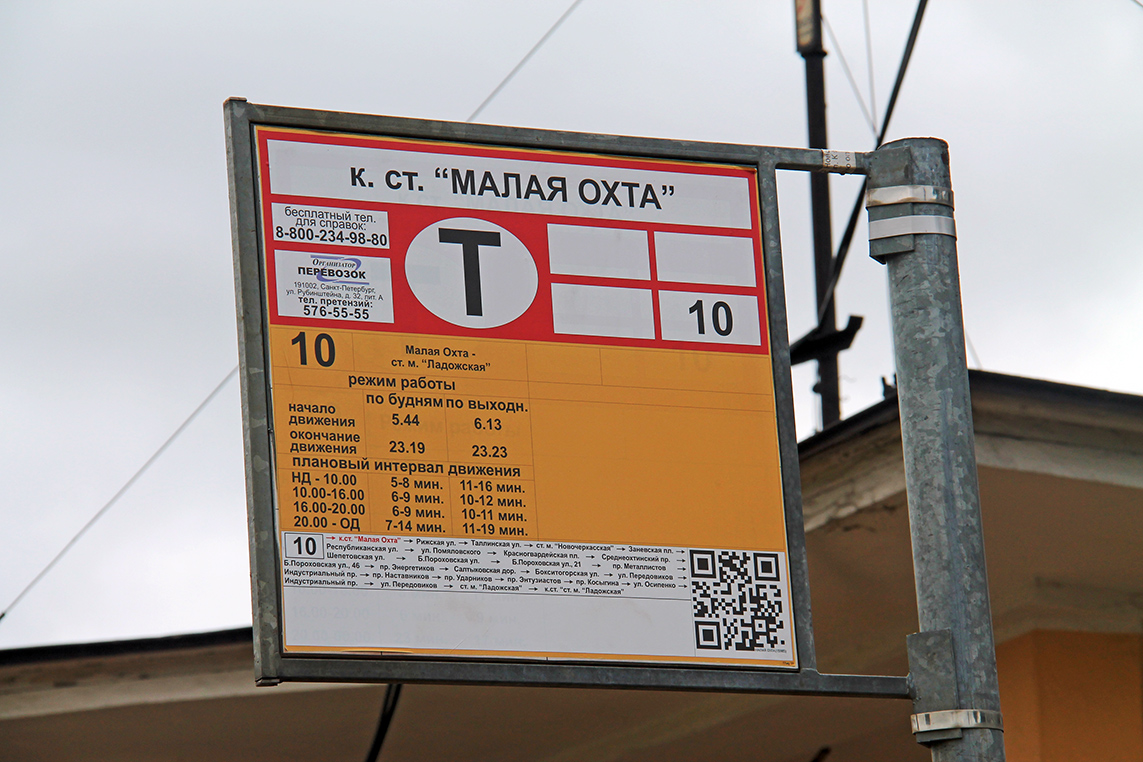 к. ст. "МАЛАЯ ОХТА"
бесплатный тел.
для справок:
8-800-234-98-80
Организатор
ПЕРЕВОЗОК
191002, Санкт-Петербург,
ул. Рубинштейна, д. 32, лит. А
тел. претензий:
576-55-55
Т
10
10
Малая Охта -
ст. м. "Ладожская"
режим работы
по будням по выходн.
начало
движения 5.44 6.13
окончание
движения 23.19 23.23
плановый интервал движения
НД - 10.00 5-8 мин. 11-16 мин.
10.00-16.00 6-9 мин. 10-12 мин.
16.00-20.00 6-9 мин. 10-11 мин.
20.00 - ОД 7-14 мин. 11-19 мин.
10
→ к.ст. "Малая Охта" → Рижская ул. → Таллинская ул. → ст. м. "Новочеркасская" → Заневская пл. →
Республиканская ул. → ул. Помяловского → Красногвардейская пл. → Среднеохтинский пр. →
Шепетовская ул. → Б.Пороховская ул. → Б.Пороховская ул., 21 → пр. Металлистов →
Б.Пороховская ул., 46 → пр. Энергетиков → Салтыковская дор. → Бокситогорская ул. → ул. Передовиков →
Индустриальный пр. → пр. Наставников → пр. Ударников → пр. Энтузиастов → пр. Косыгина → ул. Осипенко →
Индустриальный пр. → ул. Передовиков → ст. м. "Ладожская" → к.ст. "ст. м. Ладожская"